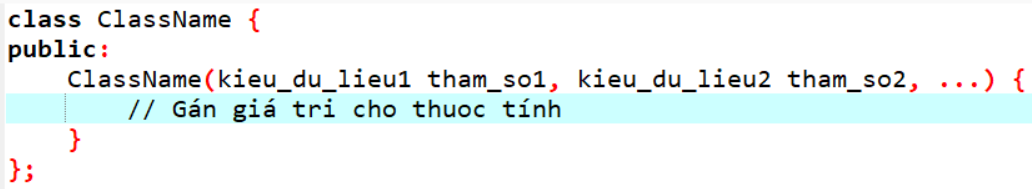 class ClassName {
public:
ClassName(kieu_du_lieu1 tham_so1, kieu_du_lieu2 tham_so2, ...) {
// Gán giá tri cho thuoc tính
}
};